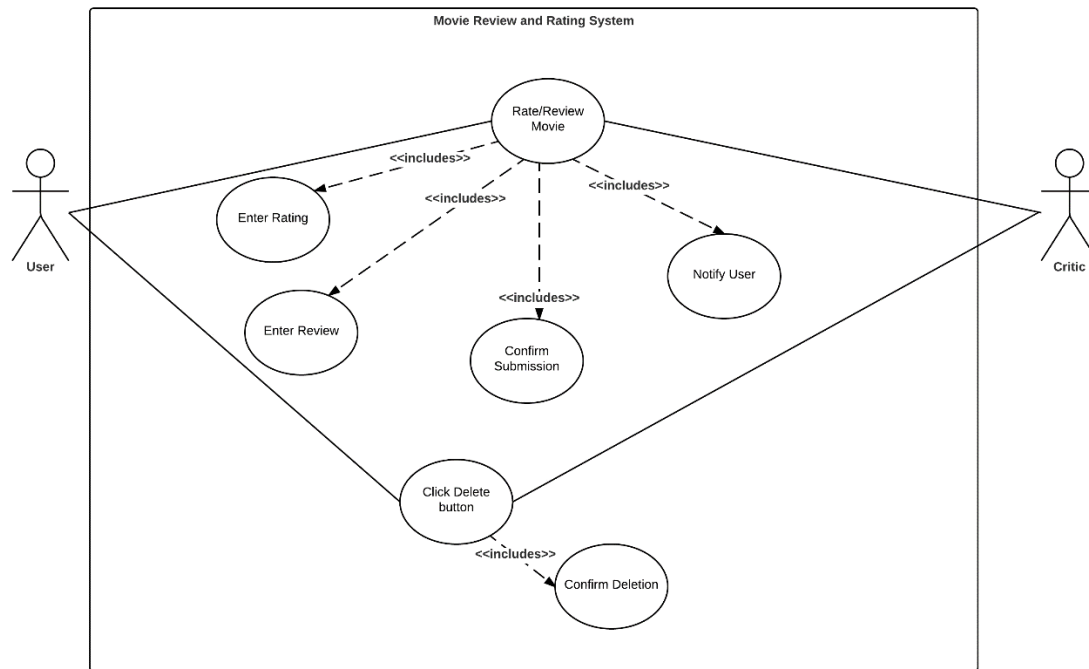 Movie Review and Rating System
Rate/Review
Movie
<<includes>>
<<includes>>
<<includes>>
Enter Rating
User
Notify User
Critic
<<includes>>
Enter Review
Confirm
Submission
Click Delete
button
<<includes>>
Confirm Deletion